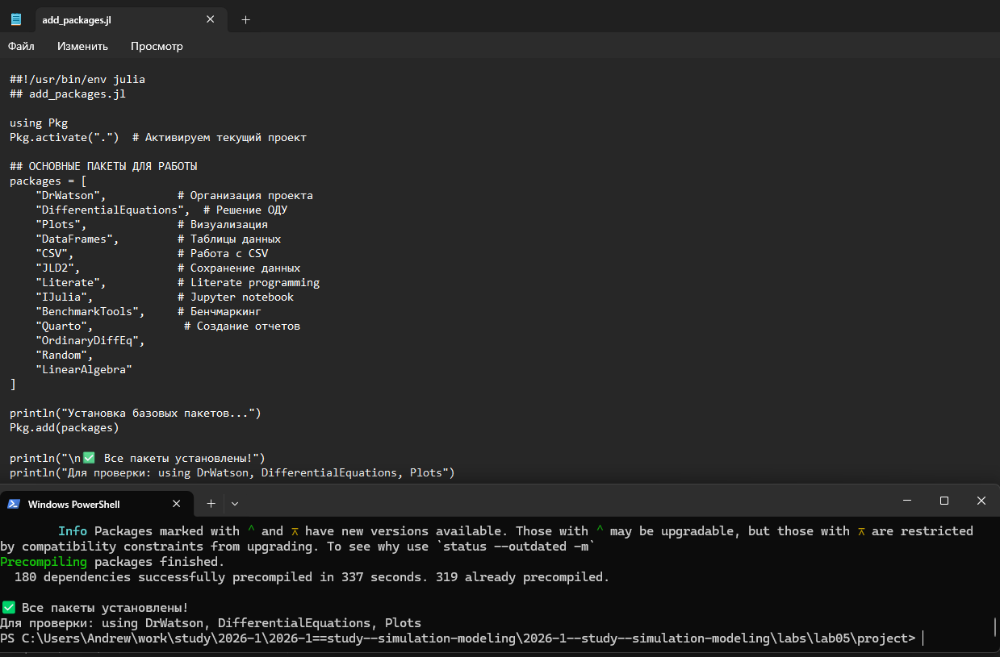 add_packages.jl
Файл Изменить Просмотр
##!/usr/bin/env julia
## add_packages.jl
using Pkg
Pkg.activate(".")  # Активируем текущий проект
## ОСНОВНЫЕ ПАКЕТЫ ДЛЯ РАБОТЫ
packages = [
    "DrWatson",           # Организация проекта
    "DifferentialEquations",  # Решение ОДУ
    "Plots",              # Визуализация
    "DataFrames",         # Таблицы данных
    "CSV",                # Работа с CSV
    "JLD2",               # Сохранение данных
    "Literate",           # Literate programming
    "IJulia",             # Jupyter notebook
    "BenchmarkTools",     # Бенчмаркинг
    "Quarto",              # Создание отчетов
    "OrdinaryDiffEq",
    "Random",
    "LinearAlgebra"
]
println("Установка базовых пакетов...")
Pkg.add(packages)
println("\n✅ Все пакеты установлены!")
println("Для проверки: using DrWatson, DifferentialEquations, Plots")
Windows PowerShell
        Info Packages marked with ^ and ⌅ have new versions available. Those with ^ may be upgradable, but those with ⌅ are restricted
by compatibility constraints from upgrading. To see why use `status --outdated -m`
Precompiling packages finished.
  180 dependencies successfully precompiled in 337 seconds. 319 already precompiled.
✅ Все пакеты установлены!
Для проверки: using DrWatson, DifferentialEquations, Plots
PS C:\Users\Andrew\work\study\2026-1\2026-1==study--simulation-modeling\2026-1--study--simulation-modeling\labs\lab05\project>